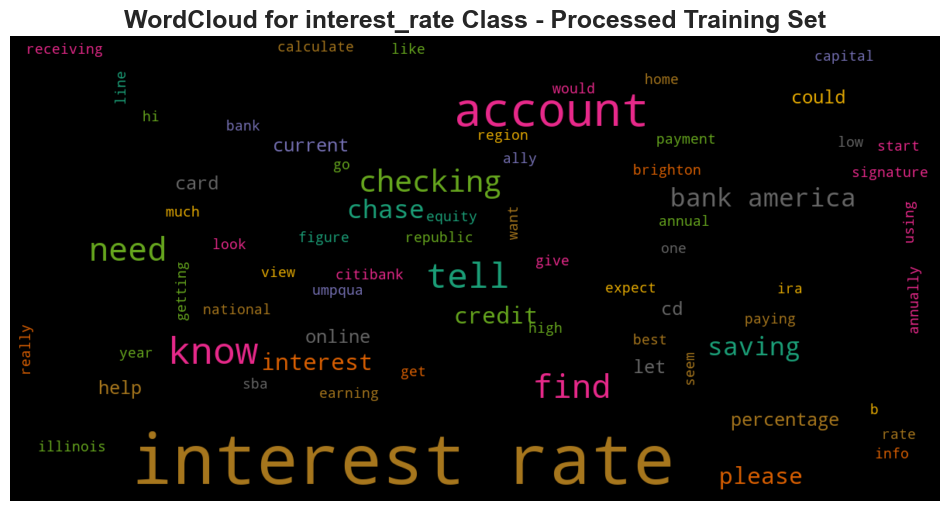 WordCloud for interest_rate Class - Processed Training Set
receiving
calculate
like
capital
line
home
would
could
account
hi
bank
region
payment
current
low
start
go
ally
brighton
signature
checking
card
bank america
chase
much
equity
want
annual
using
need
look
figure
republic
one
give
view
citibank
tell
getting
umpqua
expect
ira
annually
national
cd
credit
paying
high
online
really
year
know
best
saving
interest
let
seem
get
help
sba
earning
find
percentage
b
illinois
rate
interest rate
info
please